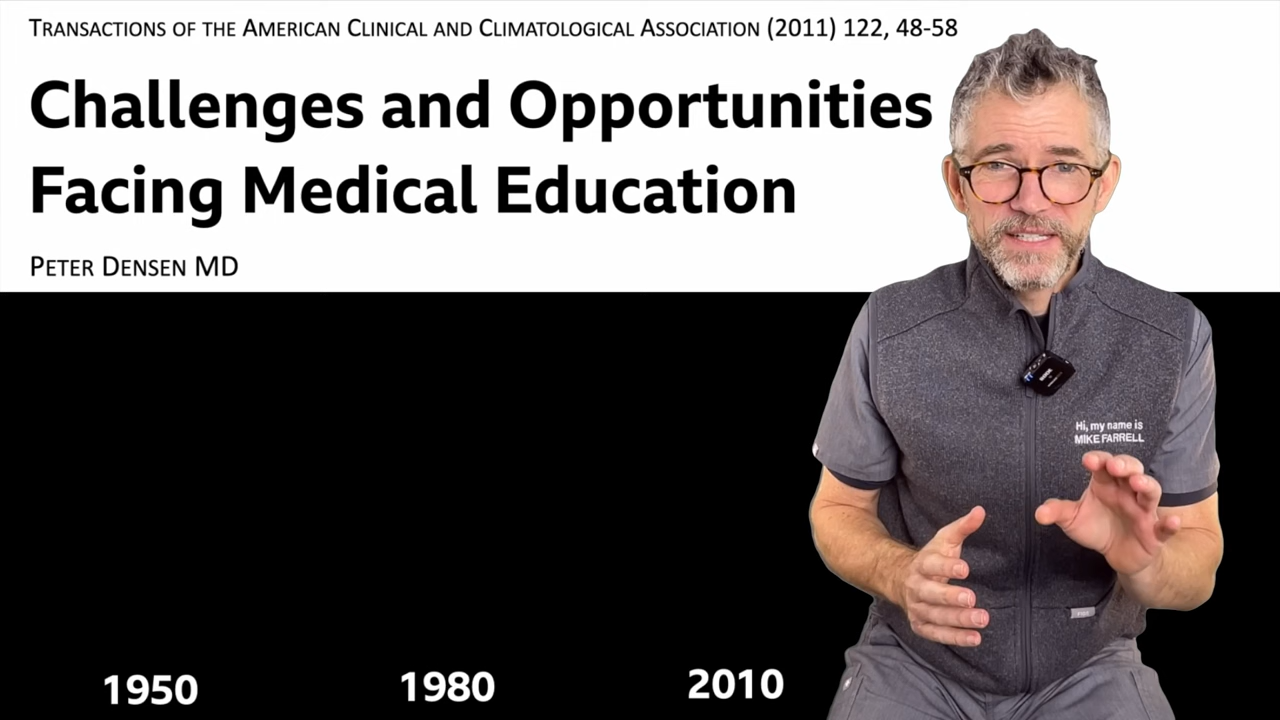 TRANSACTIONS OF THE AMERICAN CLINICAL AND CLIMATOLOGICAL ASSOCIATION (2011) 122, 48-58
Challenges and Opportunities
Facing Medical Education
PETER DENSEN MD
Hi, my name is
MIKE FARRELL
1950
1980
2010